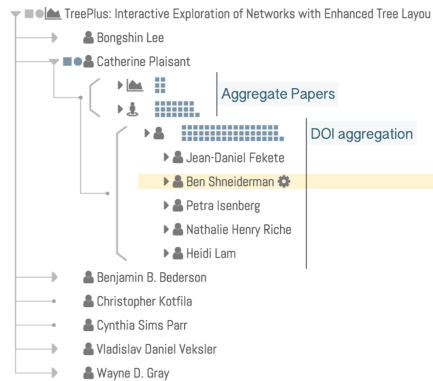 TreePlus: Interactive Exploration of Networks with Enhanced Tree Layou
Bongshin Lee
Catherine Plaisant
Aggregate Papers
DOI aggregation
Jean-Daniel Fekete
Ben Shneiderman
Petra Isenberg
Nathalie Henry Riche
Heidi Lam
Benjamin B. Bederson
Christopher Kotfila
Cynthia Sims Parr
Vladislav Daniel Veksler
Wayne D. Gray